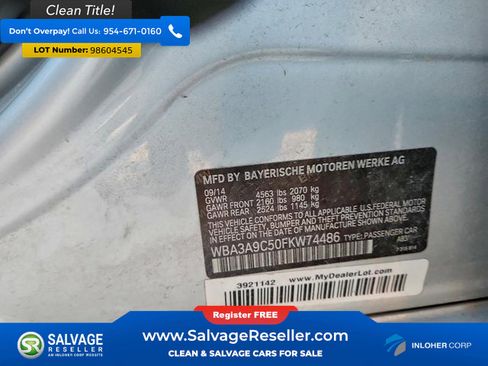 Clean Title!
Don't Overpay! Call Us: 954-671-0160
LOT Number: 98604545
MFD BY BAYERISCHE MOTOREN WERKE AG
09/14
GVWR 4563 lbs 2070 kg
GAWR FRONT 2160 lbs 980 kg
GAWR REAR 2524 lbs 1145 kg
THIS VEHICLE CONFORMS TO ALL APPLICABLE U.S. FEDERAL MOTOR
VEHICLE SAFETY, BUMPER, AND THEFT PREVENTION STANDARDS IN
EFFECT ON THE DATE OF MANUFACTURE SHOWN ABOVE.
WBA3A9C50FKW74486 TYPE: PASSENGER CAR
3921142 www.MyDealerLot.com
Register FREE
SALVAGE
RESELLER
AN INLOHER CORP WEBSITE
www.SalvageReseller.com
CLEAN & SALVAGE CARS FOR SALE
INLOHER CORP